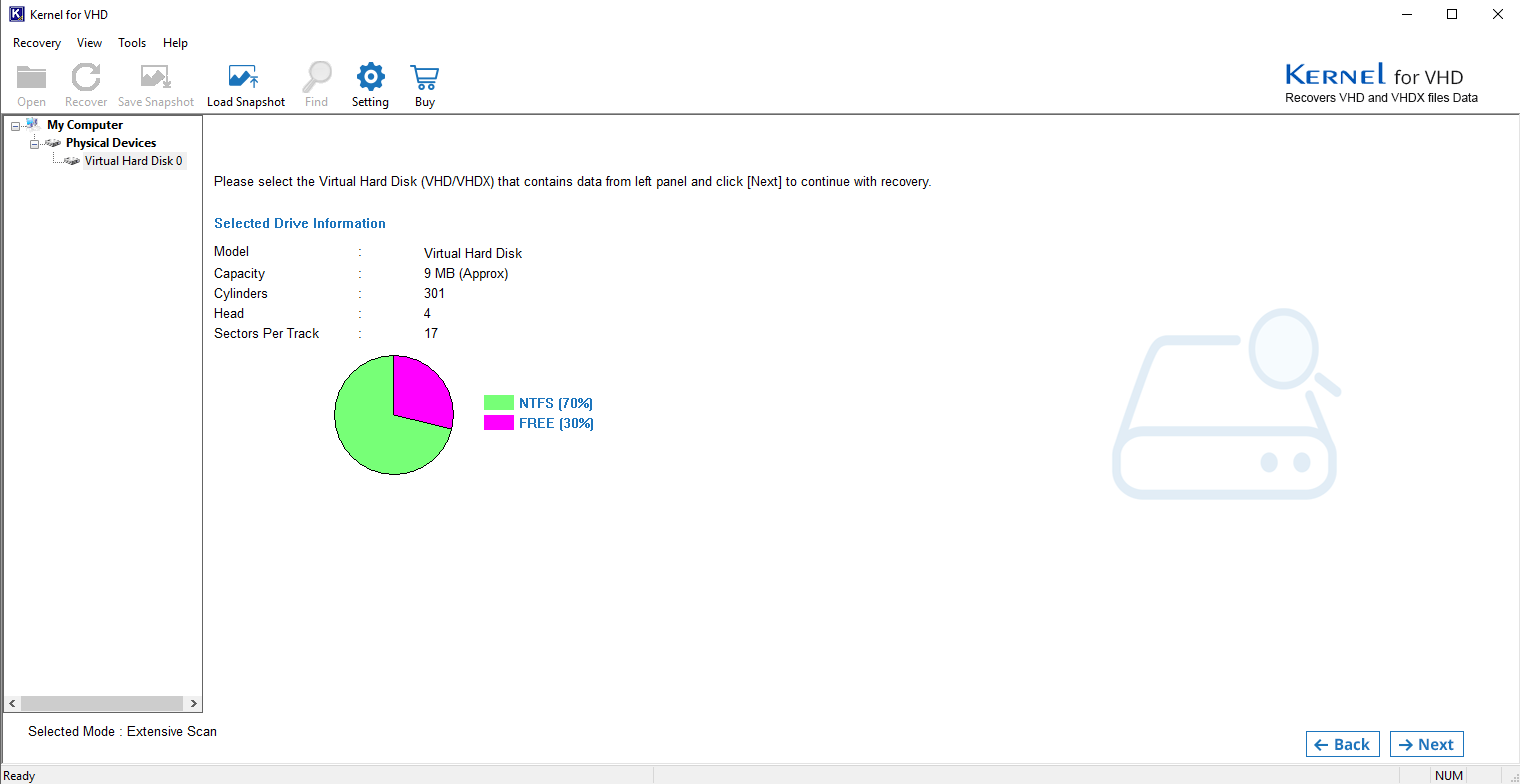 Kernel for VHD
Recovery View Tools Help
Open Recover Save Snapshot Load Snapshot Find Setting Buy
KERNEL for VHD
Recovers VHD and VHDX files Data
My Computer
Physical Devices
Virtual Hard Disk 0
Please select the Virtual Hard Disk (VHD/VHDX) that contains data from left panel and click [Next] to continue with recovery.
Selected Drive Information
Model : Virtual Hard Disk
Capacity : 9 MB (Approx)
Cylinders : 301
Head : 4
Sectors Per Track : 17
NTFS (70%)
FREE (30%)
Selected Mode : Extensive Scan
Back Next
Ready NUM